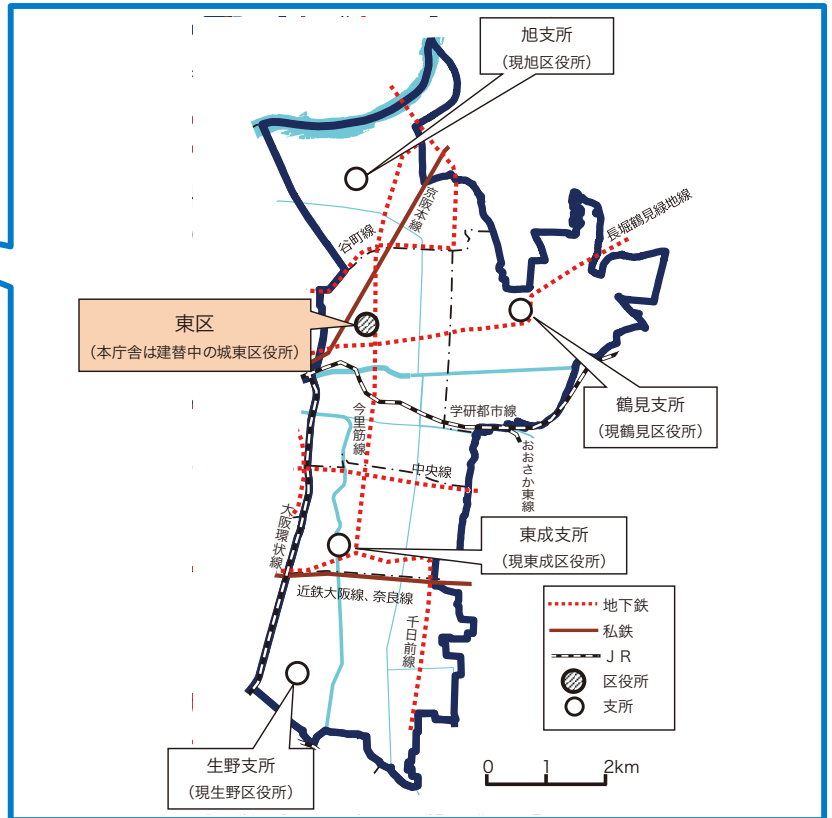 旭支所
(現旭区役所)
京阪本線
谷町線
長堀鶴見緑地線
東区
(本庁舎は建替中の城東区役所)
鶴見支所
(現鶴見区役所)
学研都市線
今里筋線
おおさか東線
中央線
大阪環状線
東成支所
(現東成区役所)
近鉄大阪線、奈良線
千日前線
地下鉄
私鉄
JR
区役所
支所
生野支所
(現生野区役所)
0 1 2km